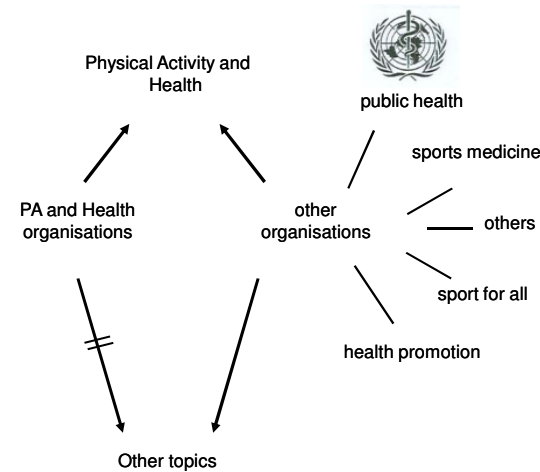 Physical Activity and
Health
public health
sports medicine
PA and Health
organisations
other
organisations
others
sport for all
health promotion
Other topics